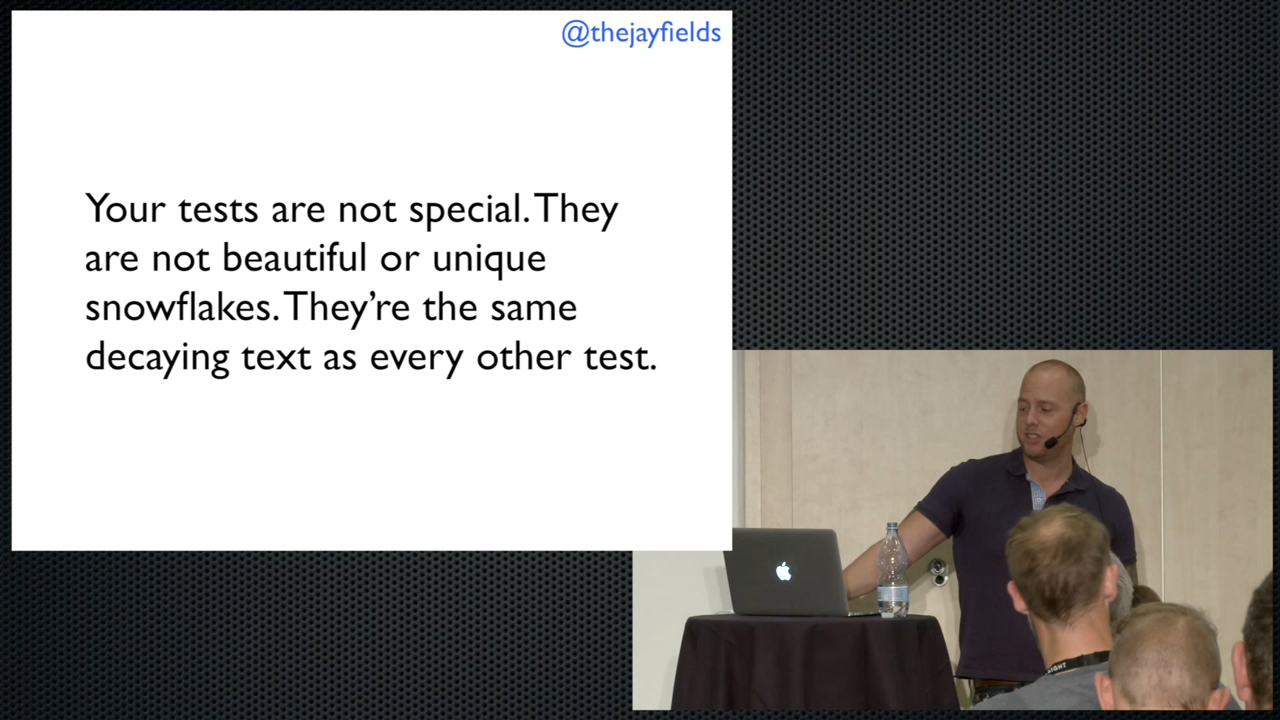 @thejayfields
Your tests are not special. They
are not beautiful or unique
snowflakes. They’re the same
decaying text as every other test.